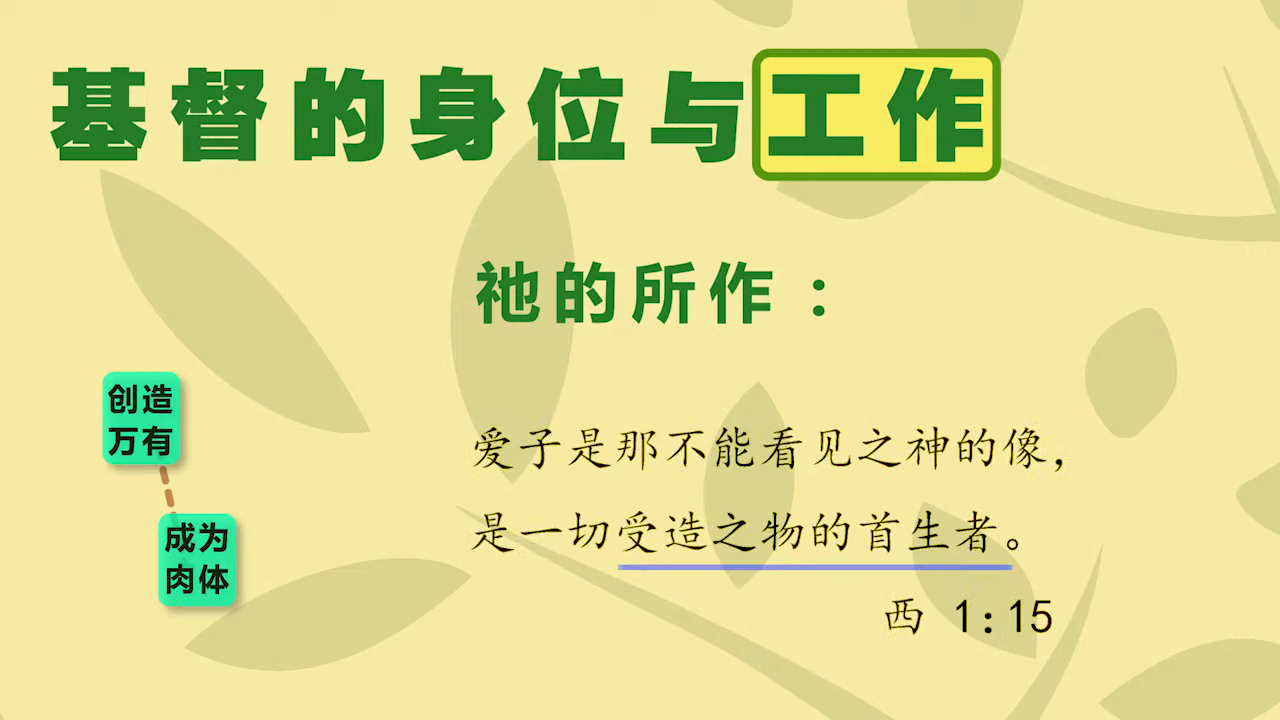 基督的身位与工作
祂的所作：
创造
万有
成为
肉体
爱子是那不能看见之神的像，
是一切受造之物的首生者。
西 1:15